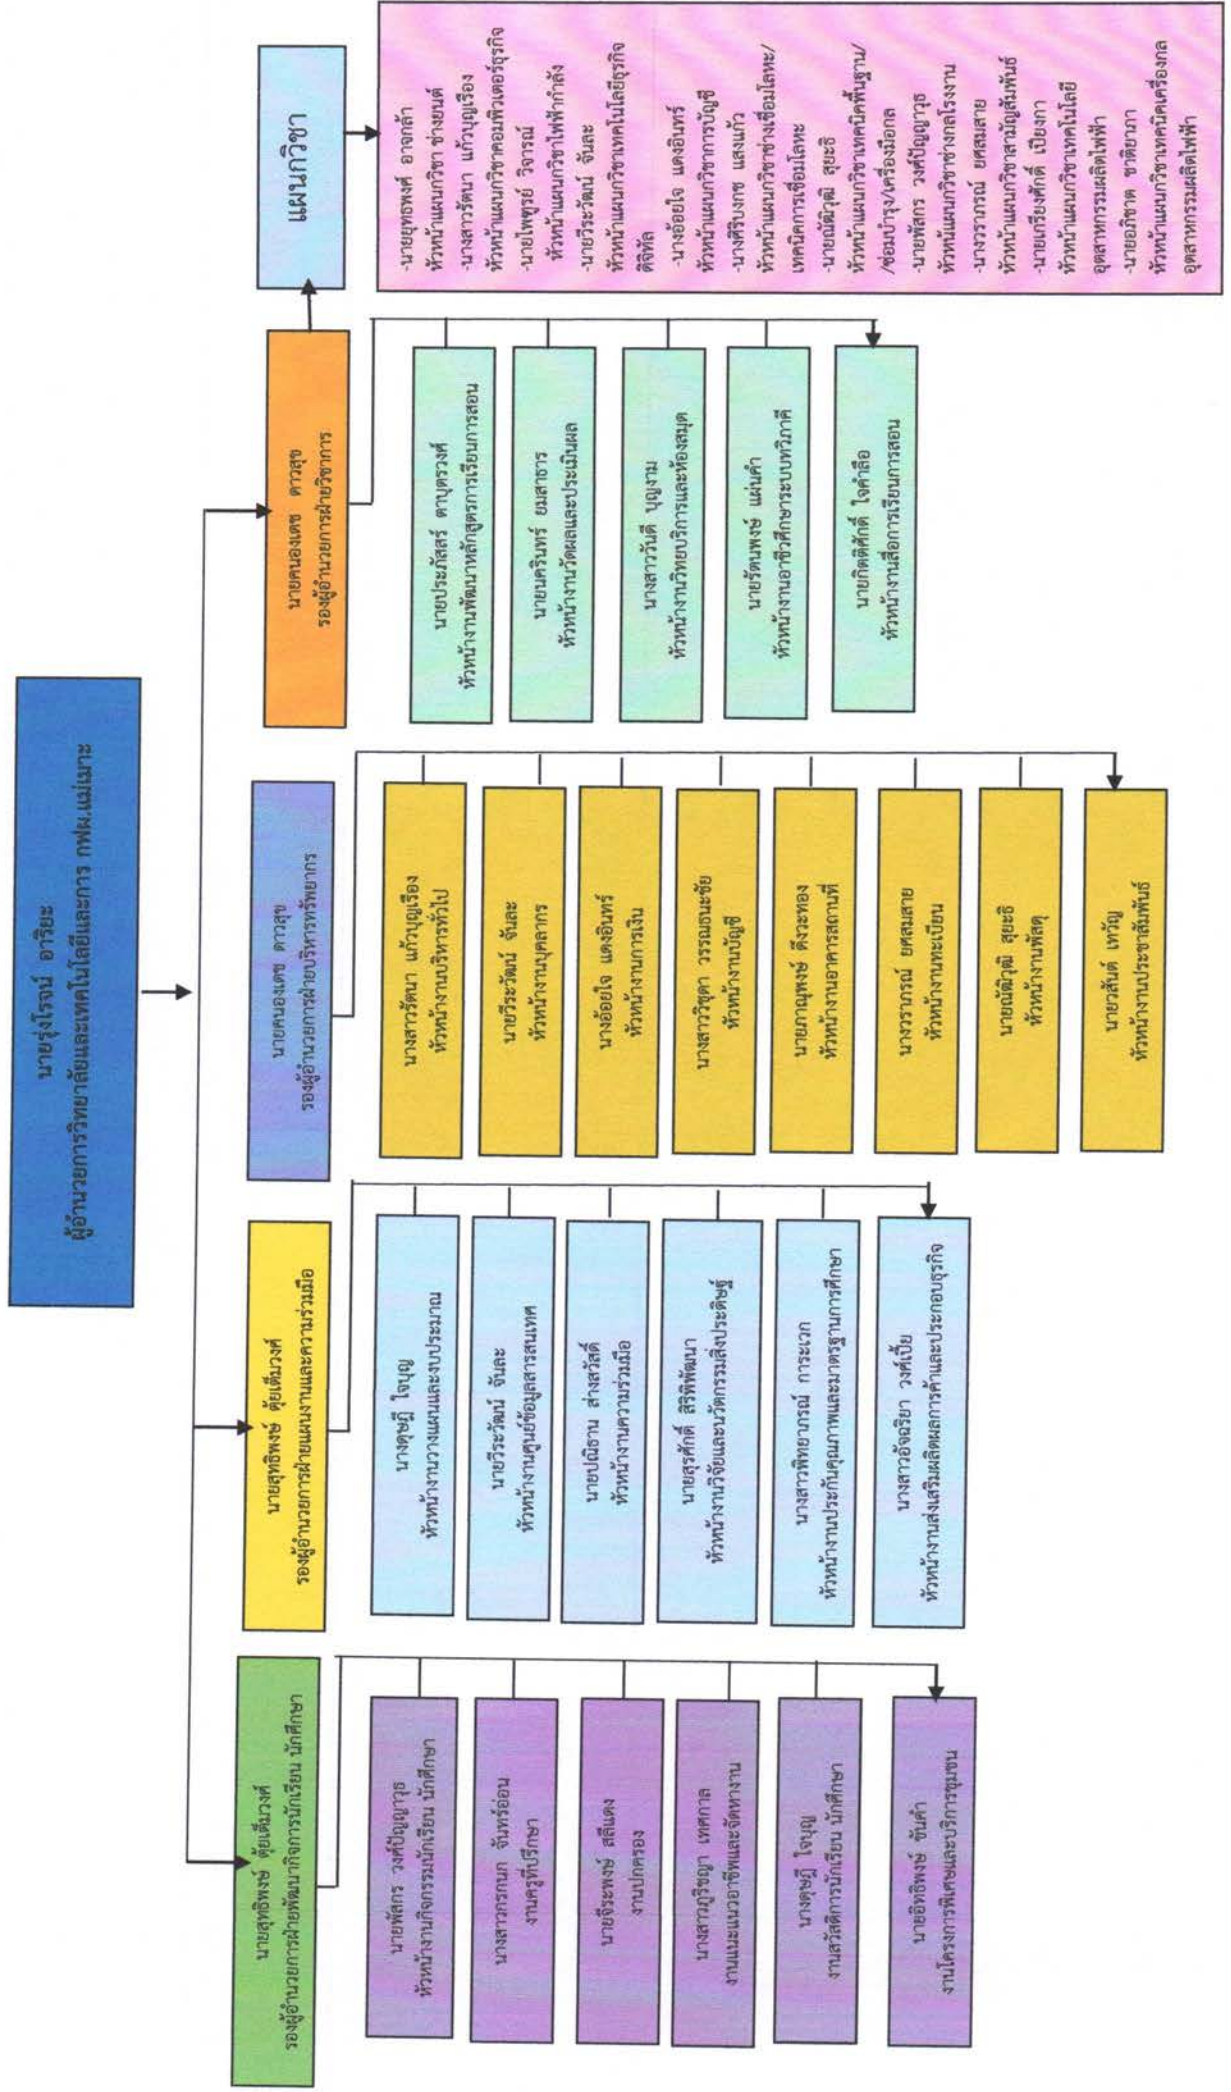 นายรุ่งโรจน์ อาริยะ
ผู้อำนวยการวิทยาลัยและเทคโนโลยีและการ กฟผ.แม่เมาะ
นายสุทธิพงษ์ ตุ้ยเต็มวงศ์
รองผู้อำนวยการฝ่ายพัฒนากิจการนักเรียน นักศึกษา
นายพัสกร วงค์ปัญญาวุธ
หัวหน้างานกิจกรรมนักเรียน นักศึกษา
นางสาวภรกนก จันทร์อ่อน
งานครูที่ปรึกษา
นายจีระพงษ์ สลีแดง
งานปกครอง
นางสาวภูริชญา เทศกาล
งานแนะแนวอาชีพและจัดหางาน
นางดุษฎี ใจบุญ
งานสวัสดิการนักเรียน นักศึกษา
นายอิทธิพงษ์ ขันคำ
งานโครงการพิเศษและบริการชุมชน
นายสุทธิพงษ์ ตุ้ยเต็มวงศ์
รองผู้อำนวยการฝ่ายแผนงานและความร่วมมือ
นางดุษฎี ใจบุญ
หัวหน้างานวางแผนและงบประมาณ
นายวีระวัฒน์ จันละ
หัวหน้างานศูนย์ข้อมูลสารสนเทศ
นายปณิธาน ส่างสวัสดิ์
หัวหน้างานความร่วมมือ
นายสุรศักดิ์ สิริพิพัฒนา
หัวหน้างานวิจัยและนวัตกรรมสิ่งประดิษฐ์
นางสาวพิทยาภรณ์ การะเวก
หัวหน้างานประกันคุณภาพและมาตรฐานการศึกษา
นางสาวอัจฉริยา วงค์เปี้ย
หัวหน้างานส่งเสริมผลิตผลการค้าและประกอบธุรกิจ
นายคนองเดช ดาวสุข
รองผู้อำนวยการฝ่ายบริหารทรัพยากร
นางสาวรัตนา แก้วบุญเรือง
หัวหน้างานบริหารทั่วไป
นายวีระวัฒน์ จันละ
หัวหน้างานบุคลากร
นางอ้อยใจ แดงอินทร์
หัวหน้างานการเงิน
นางสาววิชุดา วรรณธนะชัย
หัวหน้างานบัญชี
นายภาณุพงษ์ ดีงวะทอง
หัวหน้างานอาคารสถานที่
นางวราภรณ์ ยศสมสาย
หัวหน้างานทะเบียน
นายณัฒิวุฒิ สุยะธิ
หัวหน้างานพัสดุ
นายวสันต์ เทวัญ
หัวหน้างานประชาสัมพันธ์
นายคนองเดช ดาวสุข
รองผู้อำนวยการฝ่ายวิชาการ
นายประภัสสร์ ตาบุตรวงศ์
หัวหน้างานพัฒนาหลักสูตรการเรียนการสอน
นายนครินทร์ ยมสาธาร
หัวหน้างานวัดผลและประเมินผล
นางสาววันดี บุญงาม
หัวหน้างานวิทยบริการและห้องสมุด
นายรัตนพงษ์ แผ่นคำ
หัวหน้างานอาชีวศึกษาระบบทวิภาคี
นายกิตติศักดิ์ ใจคำลือ
หัวหน้างานสื่อการเรียนการสอน
แผนกวิชา
-นายยุทธพงศ์ อาจกล้า
หัวหน้าแผนกวิชา ช่างยนต์
-นางสาวรัตนา แก้วบุญเรือง
หัวหน้าแผนกวิชาคอมพิวเตอร์ธุรกิจ
-นายไพฑูรย์ วิจารณ์
หัวหน้าแผนกวิชาไฟฟ้ากำลัง
-นายวีระวัฒน์ จันละ
หัวหน้าแผนกวิชาเทคโนโลยีธุรกิจ
ดิจิทัล
-นางอ้อยใจ แดงอินทร์
หัวหน้าแผนกวิชาการบัญชี
-นางศิริบงกช แสงแก้ว
หัวหน้าแผนกวิชาช่างเชื่อมโลหะ/
เทคนิคการเชื่อมโลหะ
-นายณัฒิวุฒิ สุยะธิ
หัวหน้าแผนกวิชาเทคนิคพื้นฐาน/
/ซ่อมบำรุง/เครื่องมือกล
-นายพัสกร วงศ์ปัญญาวุธ
หัวหน้แผนกวิชาช่างกลโรงงาน
-นางวราภรณ์ ยศสมสาย
หัวหน้าแผนกวิชาสามัญสัมพันธ์
-นายเกรียงศักดิ์ เปียงกา
หัวหน้าแผนกวิชาเทคโนโลยี
อุตสาหกรรมผลิตไฟฟ้า
-นายอภิชาต ชาติยานา
หัวหน้าแผนกวิชาเทคนิคเครื่องกล
อุตสาหกรรมผลิตไฟฟ้า